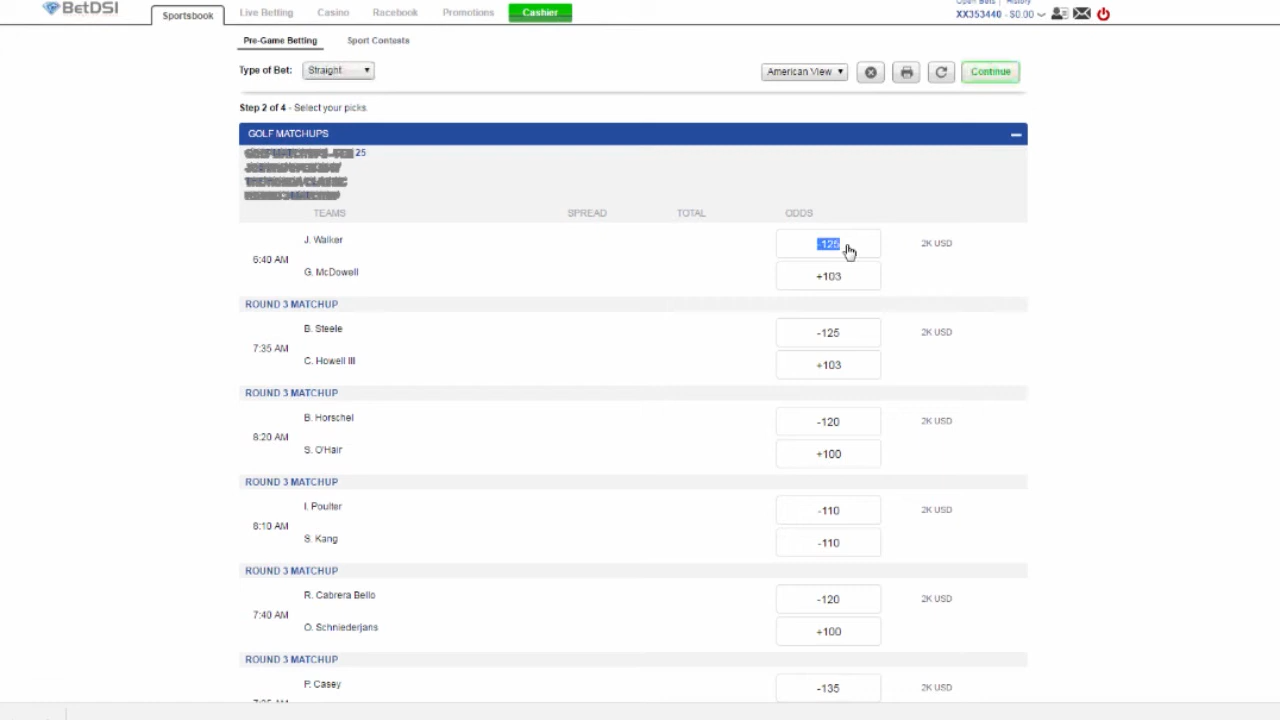 BetDSI
Sportsbook
Live Betting
Casino
Racebook
Promotions
Cashier
Open Bets | History
XX353440 - $0.00
Pre-Game Betting
Sport Contests
Type of Bet:
Straight
American View
Continue
Step 2 of 4 - Select your picks.
GOLF MATCHUPS
25
TEAMS SPREAD TOTAL ODDS
J. Walker
-125
2K USD
6:40 AM
G. McDowell
+103
ROUND 3 MATCHUP
B. Steele
-125
2K USD
7:35 AM
C. Howell III
+103
ROUND 3 MATCHUP
B. Horschel
-120
2K USD
8:20 AM
S. O'Hair
+100
ROUND 3 MATCHUP
I. Poulter
-110
2K USD
8:10 AM
S. Kang
-110
ROUND 3 MATCHUP
R. Cabrera Bello
-120
2K USD
7:40 AM
O. Schniederjans
+100
ROUND 3 MATCHUP
P. Casey
-135
2K USD